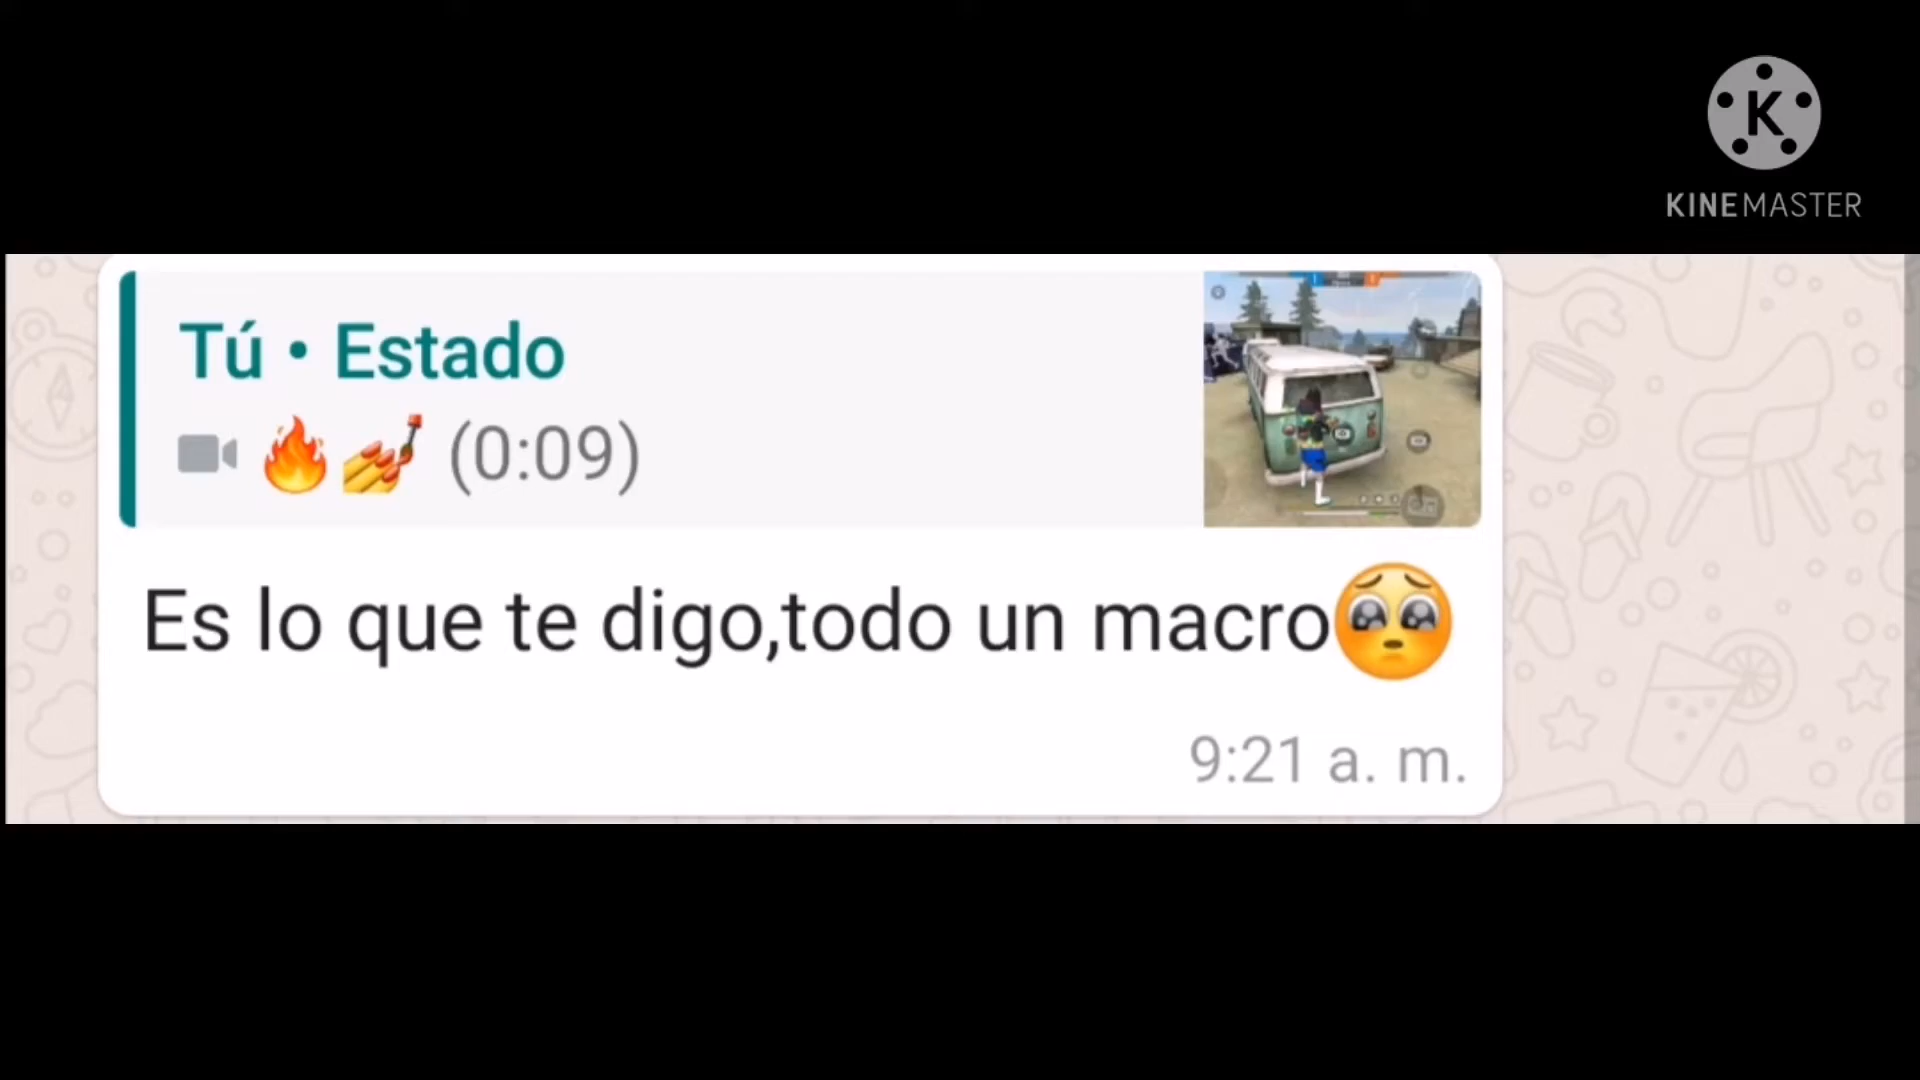 K
KINEMASTER
Tú • Estado
🔥💅 (0:09)
Es lo que te digo,todo un macro🥺
9:21 a. m.